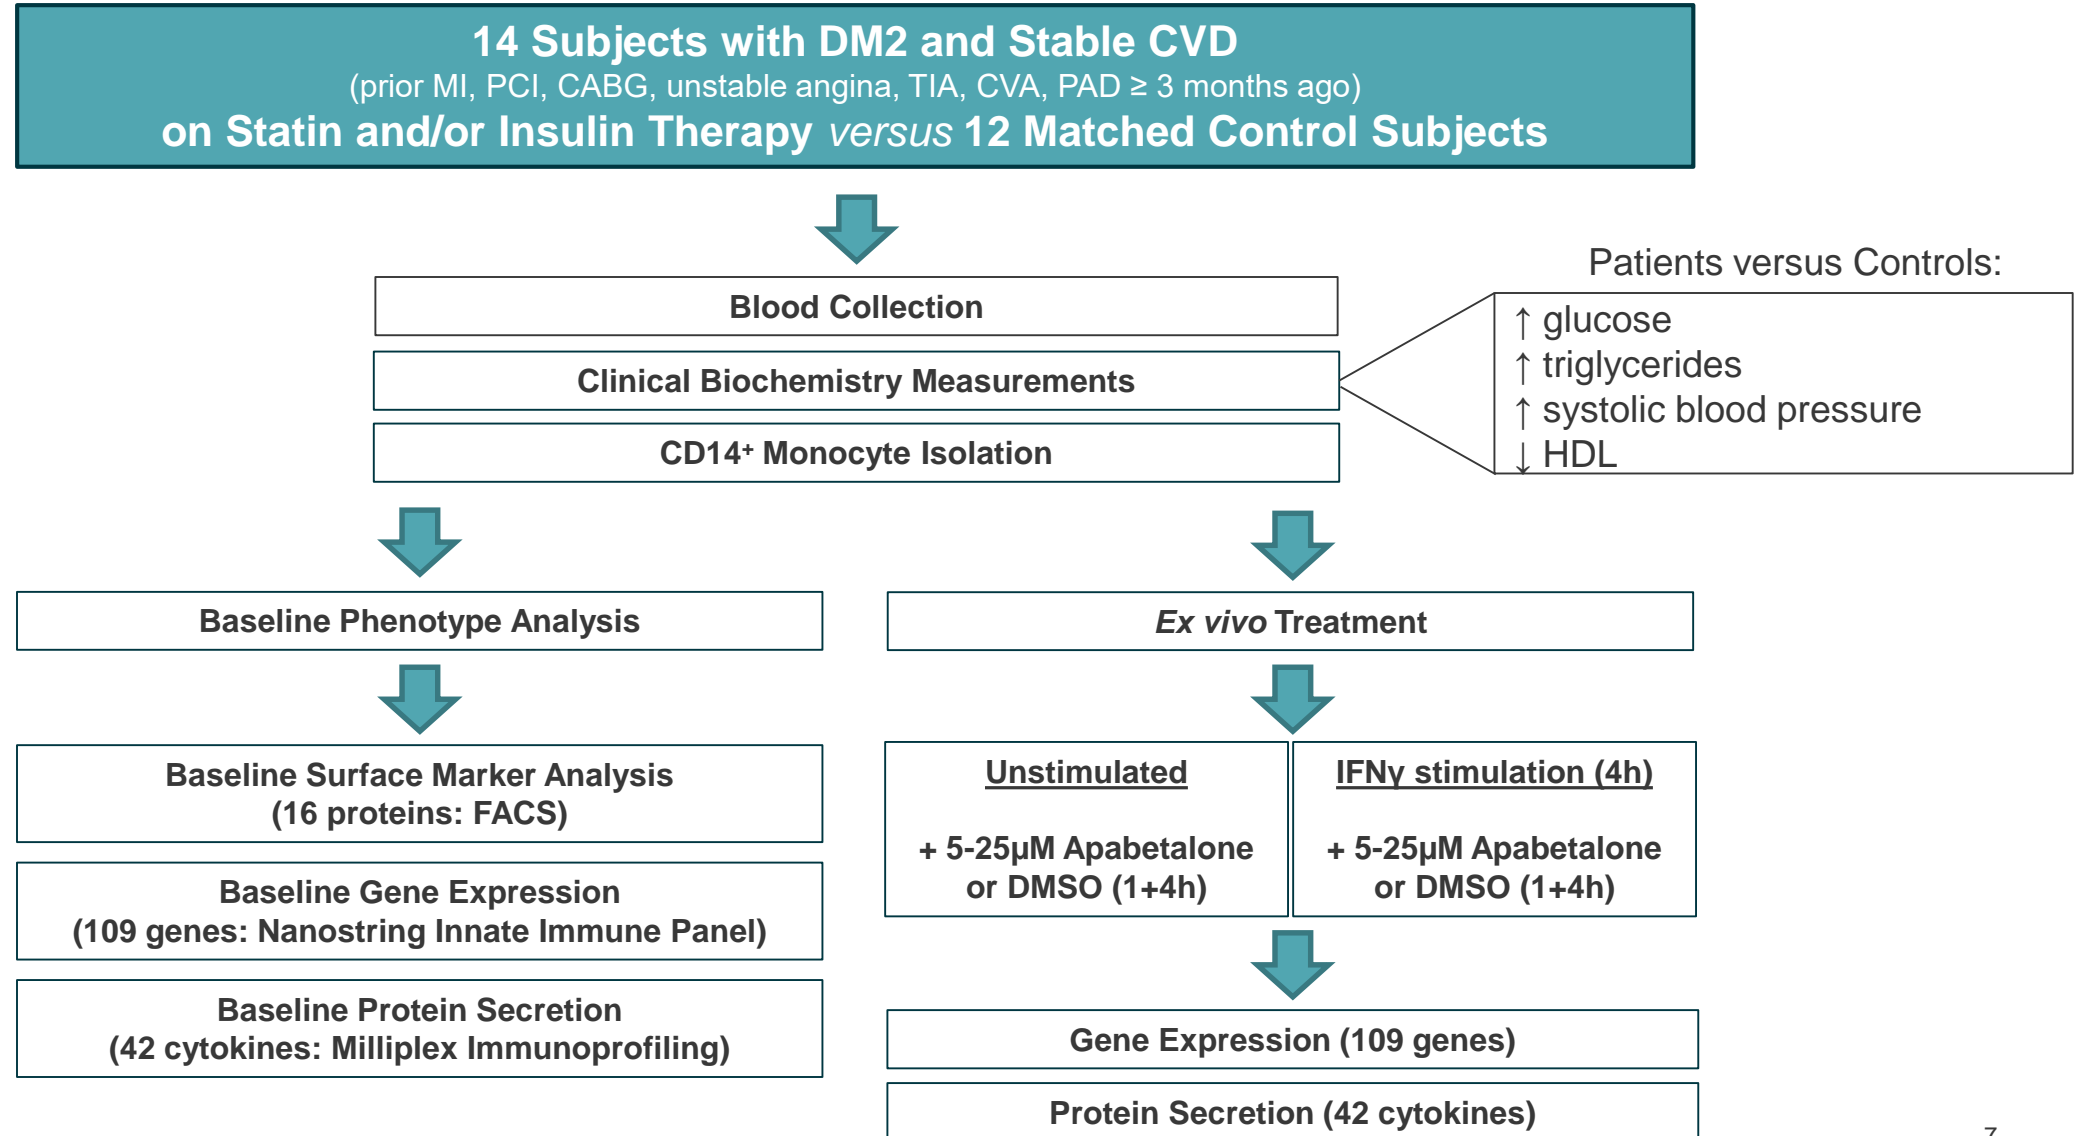 14 Subjects with DM2 and Stable CVD
(prior MI, PCI, CABG, unstable angina, TIA, CVA, PAD ≥ 3 months ago)
on Statin and/or Insulin Therapy versus 12 Matched Control Subjects
Blood Collection
Clinical Biochemistry Measurements
CD14⁺ Monocyte Isolation
Patients versus Controls:
↑ glucose
↑ triglycerides
↑ systolic blood pressure
↓ HDL
Baseline Phenotype Analysis
Baseline Surface Marker Analysis
(16 proteins: FACS)
Baseline Gene Expression
(109 genes: Nanostring Innate Immune Panel)
Baseline Protein Secretion
(42 cytokines: Milliplex Immunoprofiling)
Ex vivo Treatment
Unstimulated
+ 5-25µM Apabetalone
or DMSO (1+4h)
IFNγ stimulation (4h)
+ 5-25µM Apabetalone
or DMSO (1+4h)
Gene Expression (109 genes)
Protein Secretion (42 cytokines)
7